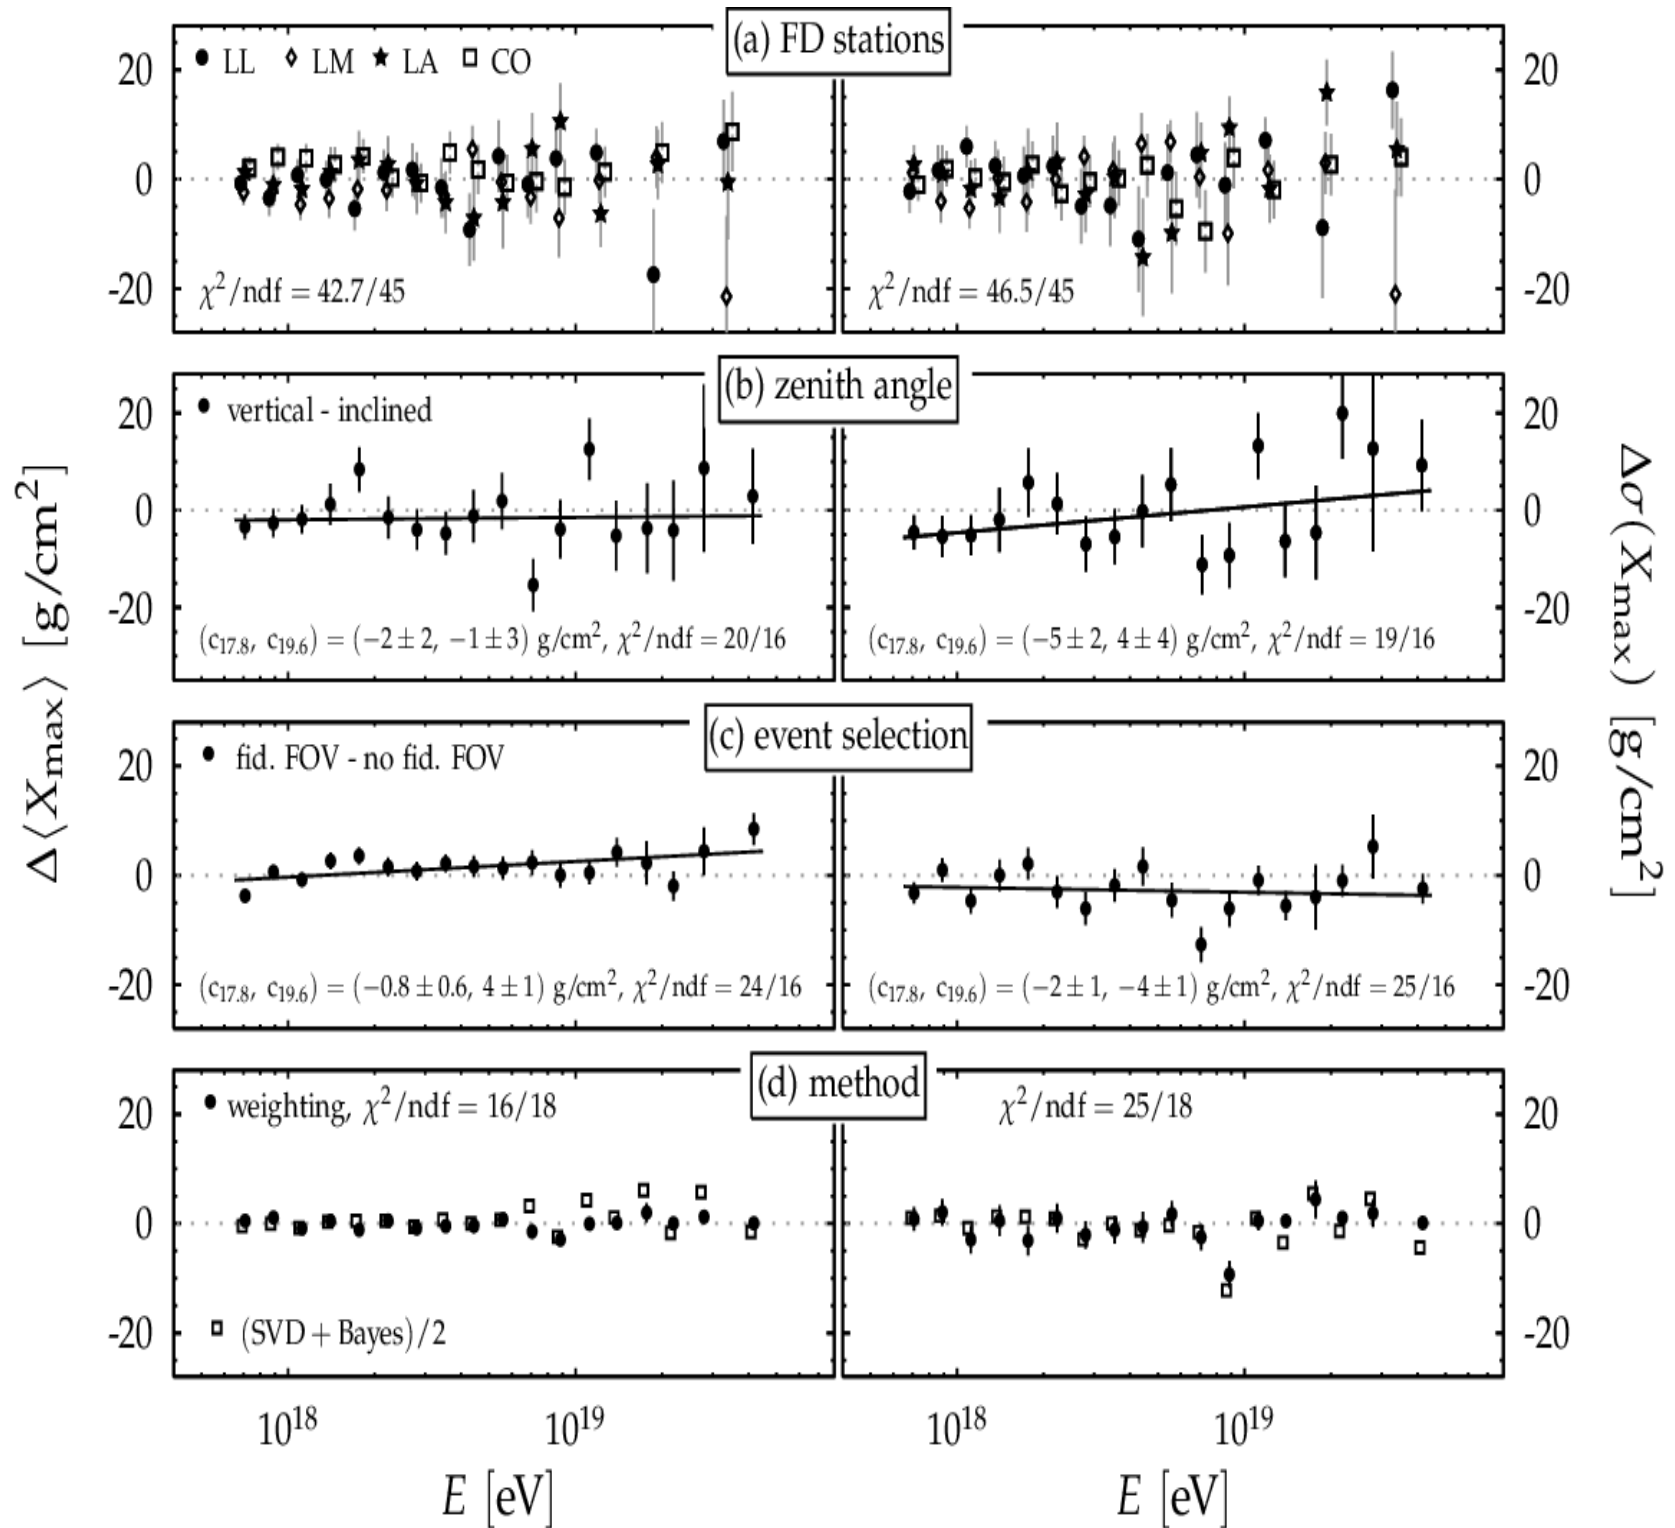 (a) FD stations
LL LM LA CO
20 20
0 0
-20 -20
χ²/ndf = 42.7/45
χ²/ndf = 46.5/45
(b) zenith angle
vertical - inclined
20 20
0 0
-20 -20
(c₁₇.₈, c₁₉.₆) = (−2 ± 2, −1 ± 3) g/cm², χ²/ndf = 20/16
(c₁₇.₈, c₁₉.₆) = (−5 ± 2, 4 ± 4) g/cm², χ²/ndf = 19/16
Δ⟨Xmax⟩ [g/cm²]
Δσ(Xmax) [g/cm²]
(c) event selection
fid. FOV - no fid. FOV
20 20
0 0
-20 -20
(c₁₇.₈, c₁₉.₆) = (−0.8 ± 0.6, 4 ± 1) g/cm², χ²/ndf = 24/16
(c₁₇.₈, c₁₉.₆) = (−2 ± 1, −4 ± 1) g/cm², χ²/ndf = 25/16
(d) method
weighting, χ²/ndf = 16/18
χ²/ndf = 25/18
20 20
0 0
-20 -20
(SVD + Bayes)/2
10¹⁸ 10¹⁹ 10¹⁸ 10¹⁹
E [eV] E [eV]